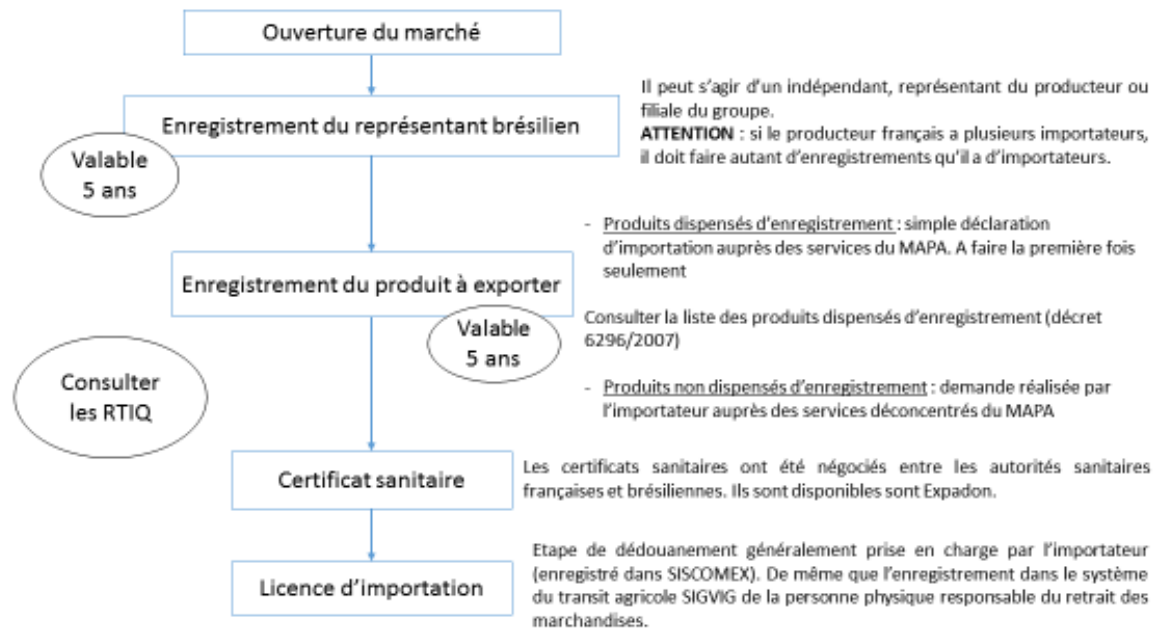 Ouverture du marché
Il peut s'agir d'un indépendant, représentant du producteur ou
filiale du groupe.
ATTENTION : si le producteur français a plusieurs importateurs,
il doit faire autant d'enregistrements qu'il a d'importateurs.
Enregistrement du représentant brésilien
Valable
5 ans
- Produits dispensés d'enregistrement : simple déclaration
d'importation auprès des services du MAPA. A faire la première fois
seulement
Enregistrement du produit à exporter
Valable
5 ans
Consulter la liste des produits dispensés d'enregistrement (décret
6296/2007)
Consulter
les RTIQ
- Produits non dispensés d'enregistrement : demande réalisée par
l'importateur auprès des services déconcentrés du MAPA
Certificat sanitaire
Les certificats sanitaires ont été négociés entre les autorités sanitaires
françaises et brésiliennes. Ils sont disponibles sont Expadon.
Licence d'importation
Etape de dédouanement généralement prise en charge par l'importateur
(enregistré dans SISCOMEX). De même que l'enregistrement dans le système
du transit agricole SIGVIG de la personne physique responsable du retrait des
marchandises.